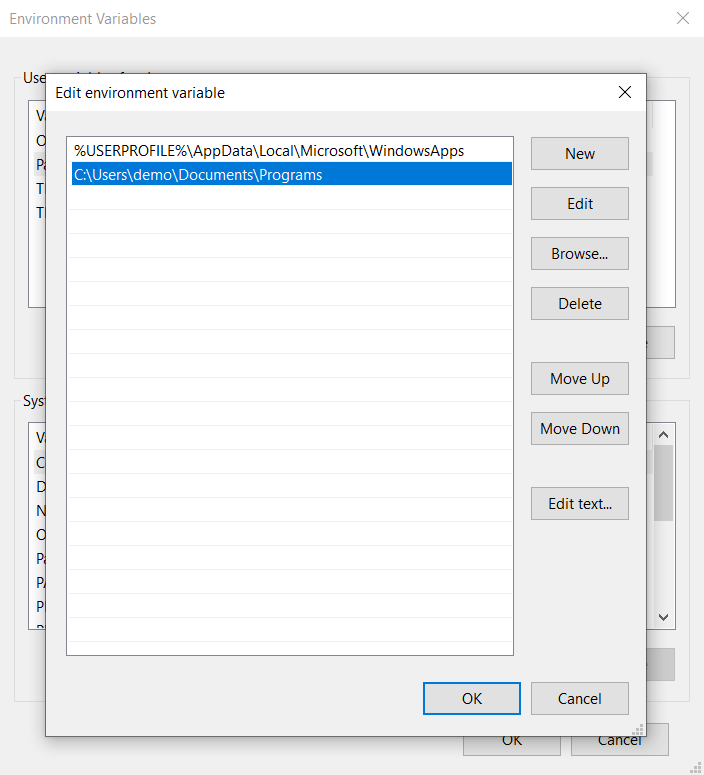 Environment Variables
Edit environment variable
%USERPROFILE%\AppData\Local\Microsoft\WindowsApps
C:\Users\demo\Documents\Programs
New
Edit
Browse...
Delete
Move Up
Move Down
Edit text...
OK
Cancel
OK
Cancel